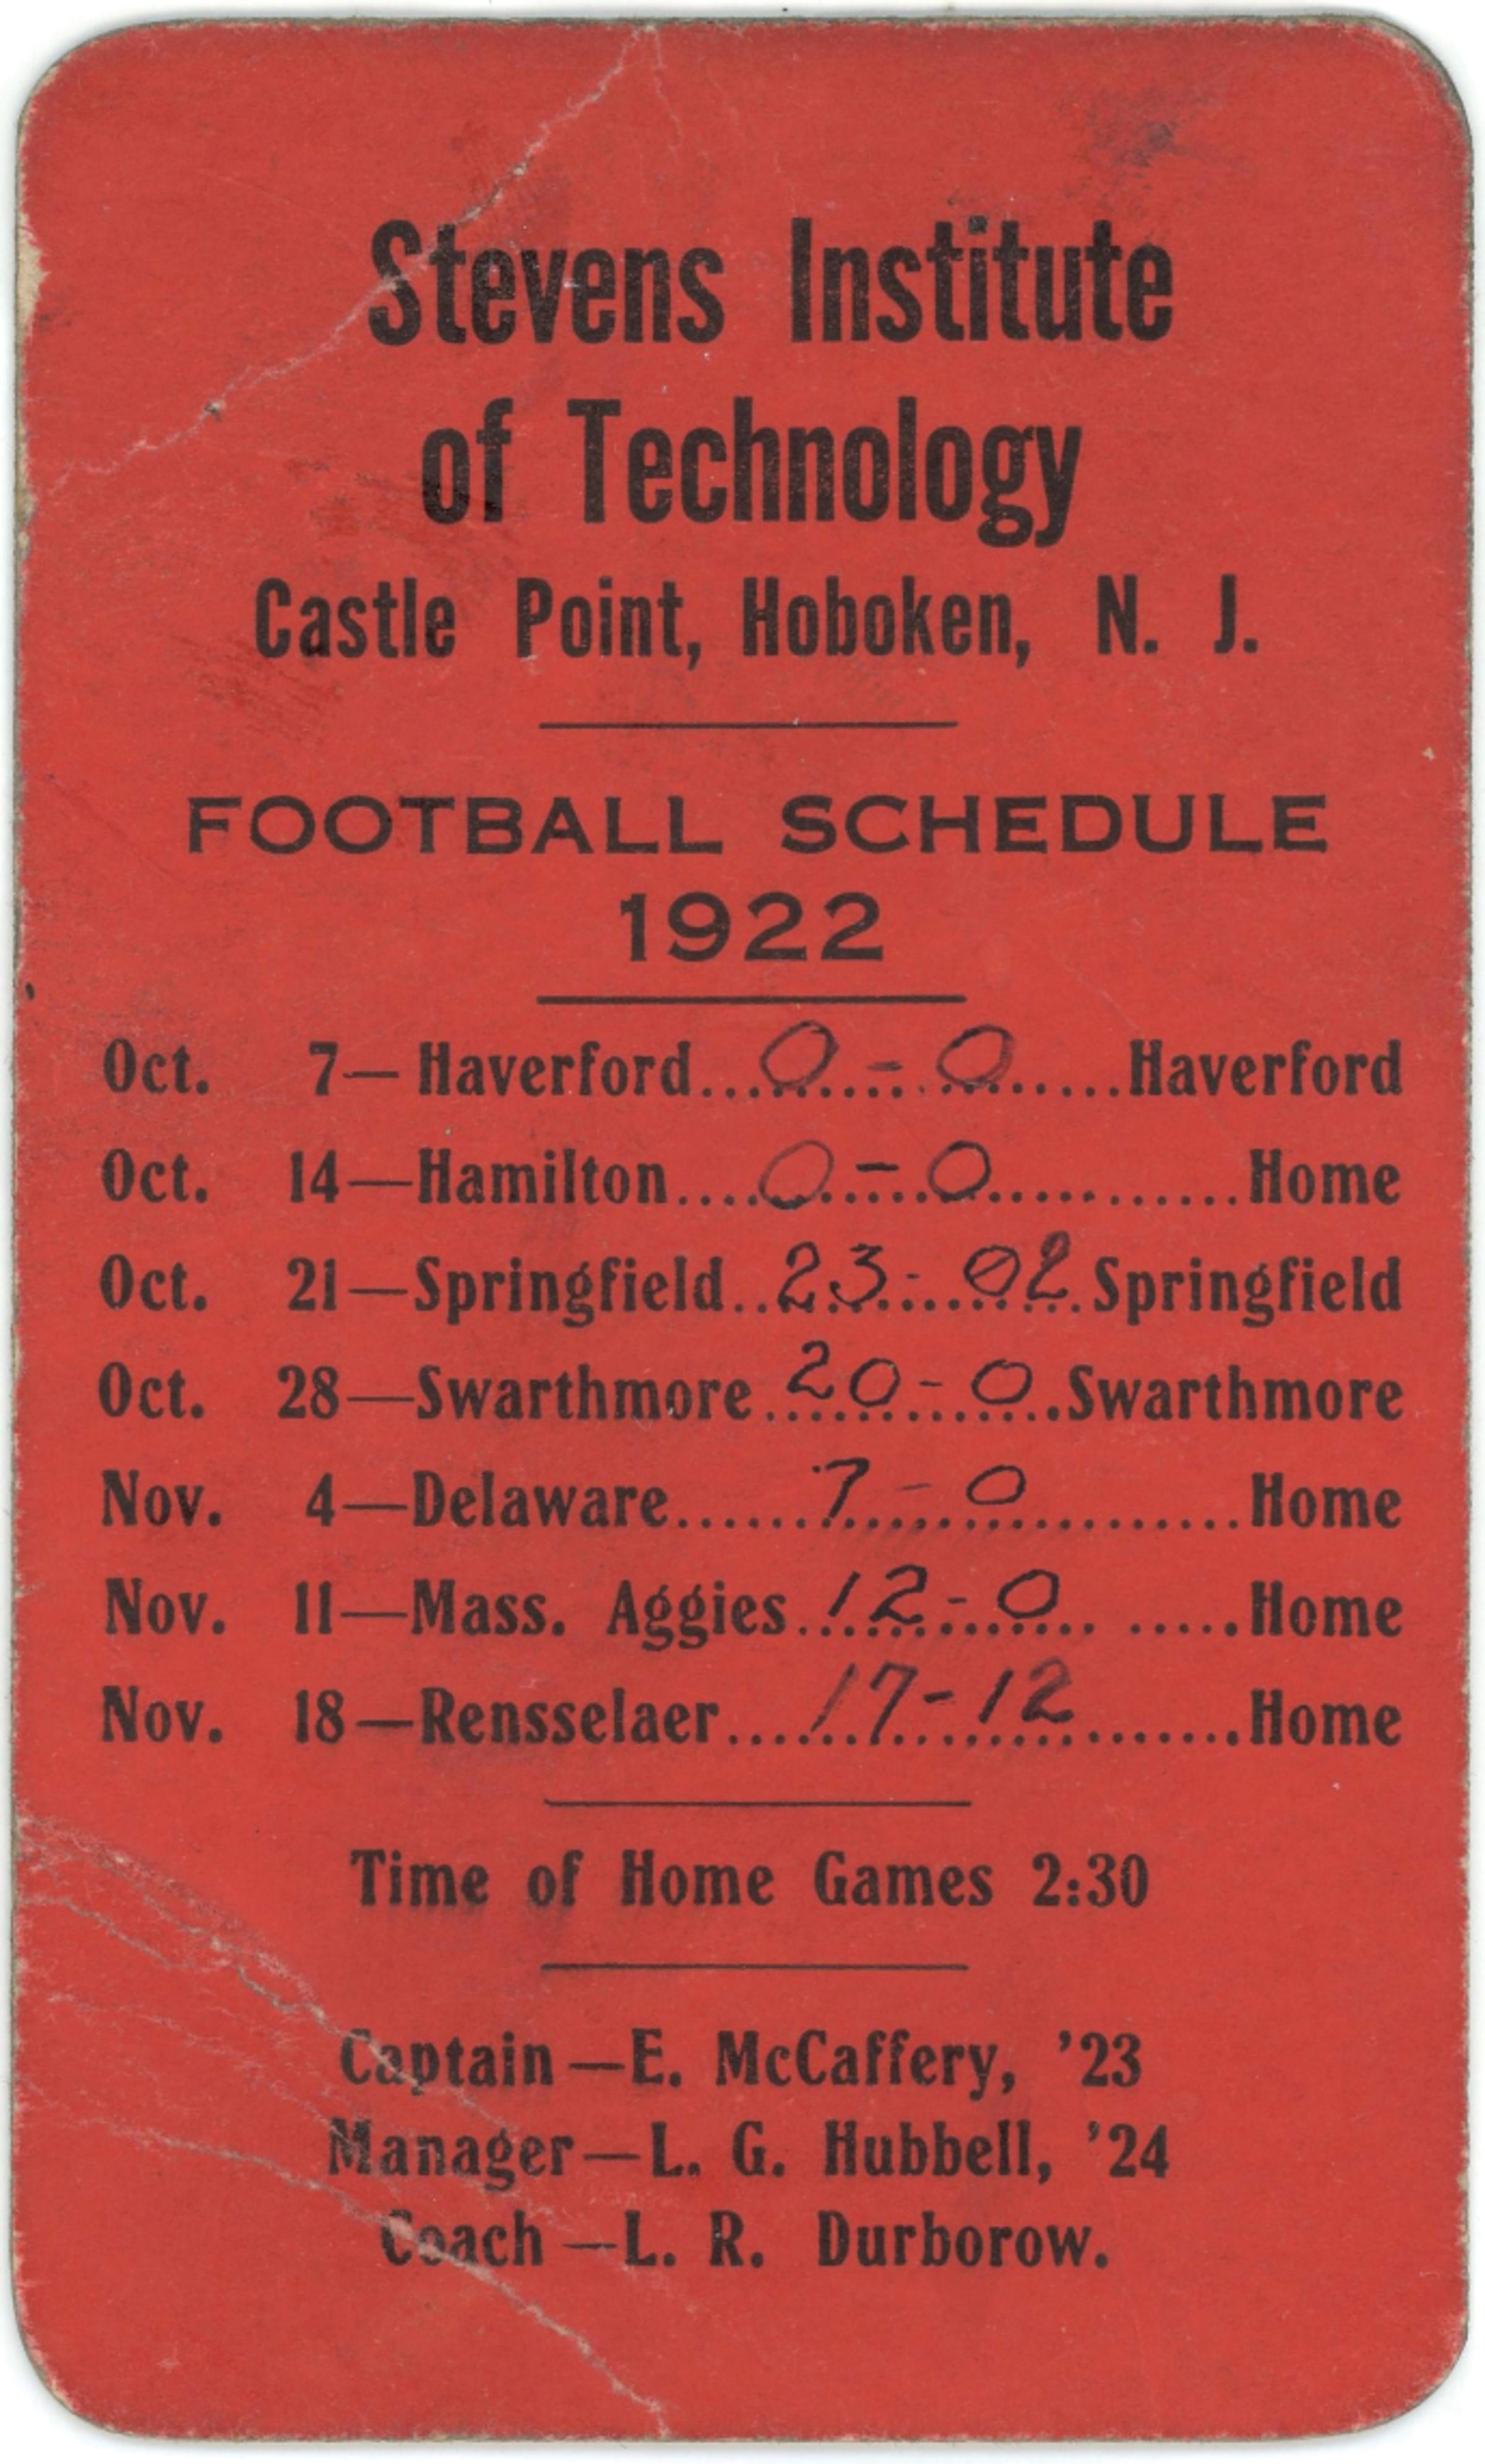 Stevens Institute
of Technology
Castle Point, Hoboken, N. J.
FOOTBALL SCHEDULE
1922
Oct. 7—Haverford...0 - 0......Haverford
Oct. 14—Hamilton....0 - 0............Home
Oct. 21—Springfield..23 - 02.Springfield
Oct. 28—Swarthmore 20 - 0.Swarthmore
Nov. 4—Delaware......7 - 0............Home
Nov. 11—Mass. Aggies.12 - 0.. .....Home
Nov. 18—Rensselaer....17 - 12........Home
Time of Home Games 2:30
Captain—E. McCaffery, '23
Manager—L. G. Hubbell, '24
Coach—L. R. Durborow.